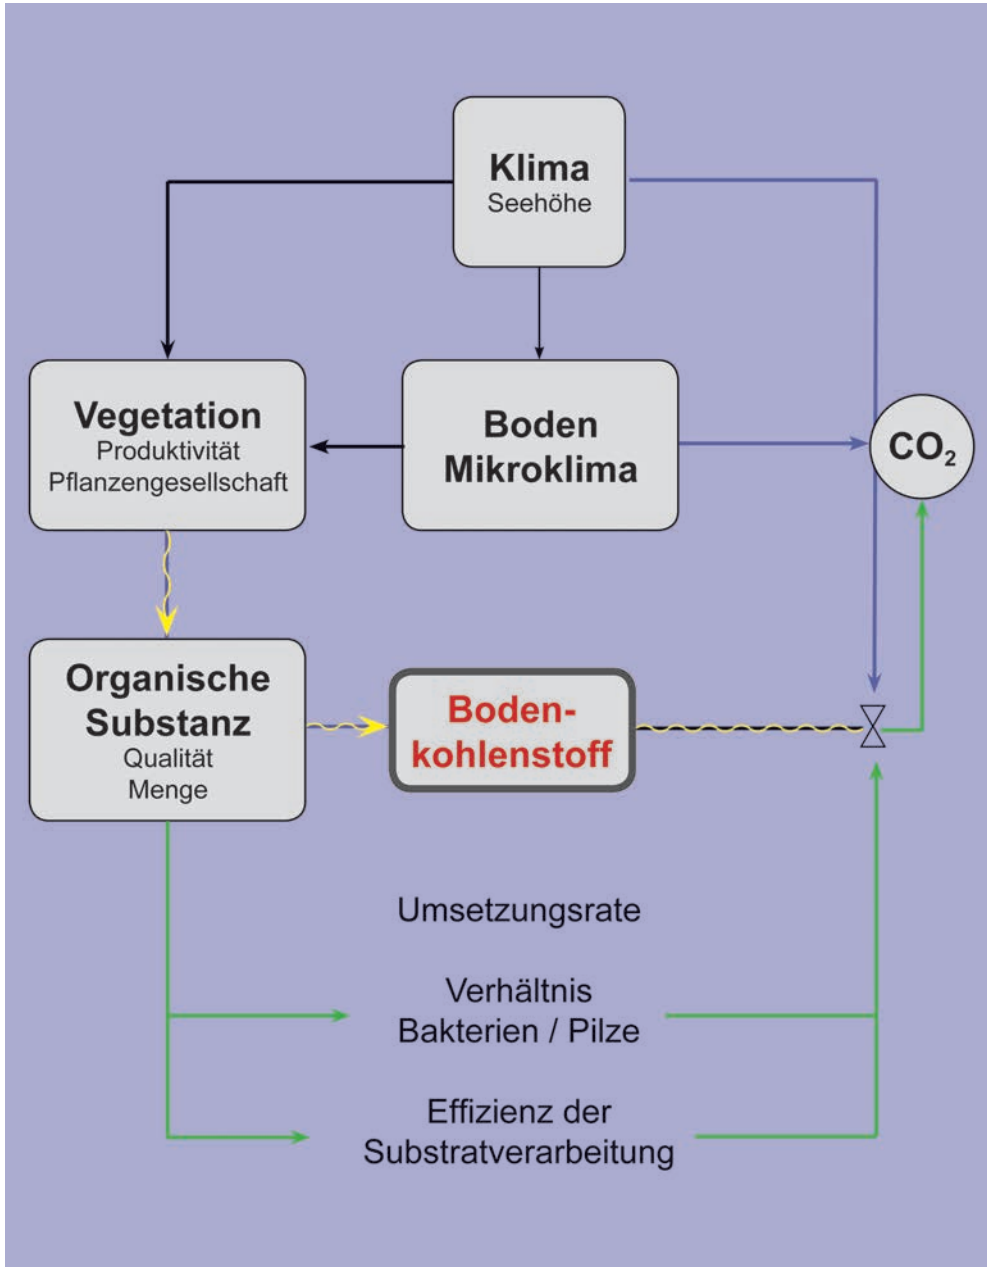 Klima
Seehöhe
Vegetation
Produktivität
Pflanzengesellschaft
Boden
Mikroklima
CO₂
Organische
Substanz
Qualität
Menge
Boden-
kohlenstoff
Umsetzungsrate
Verhältnis
Bakterien / Pilze
Effizienz der
Substratverarbeitung